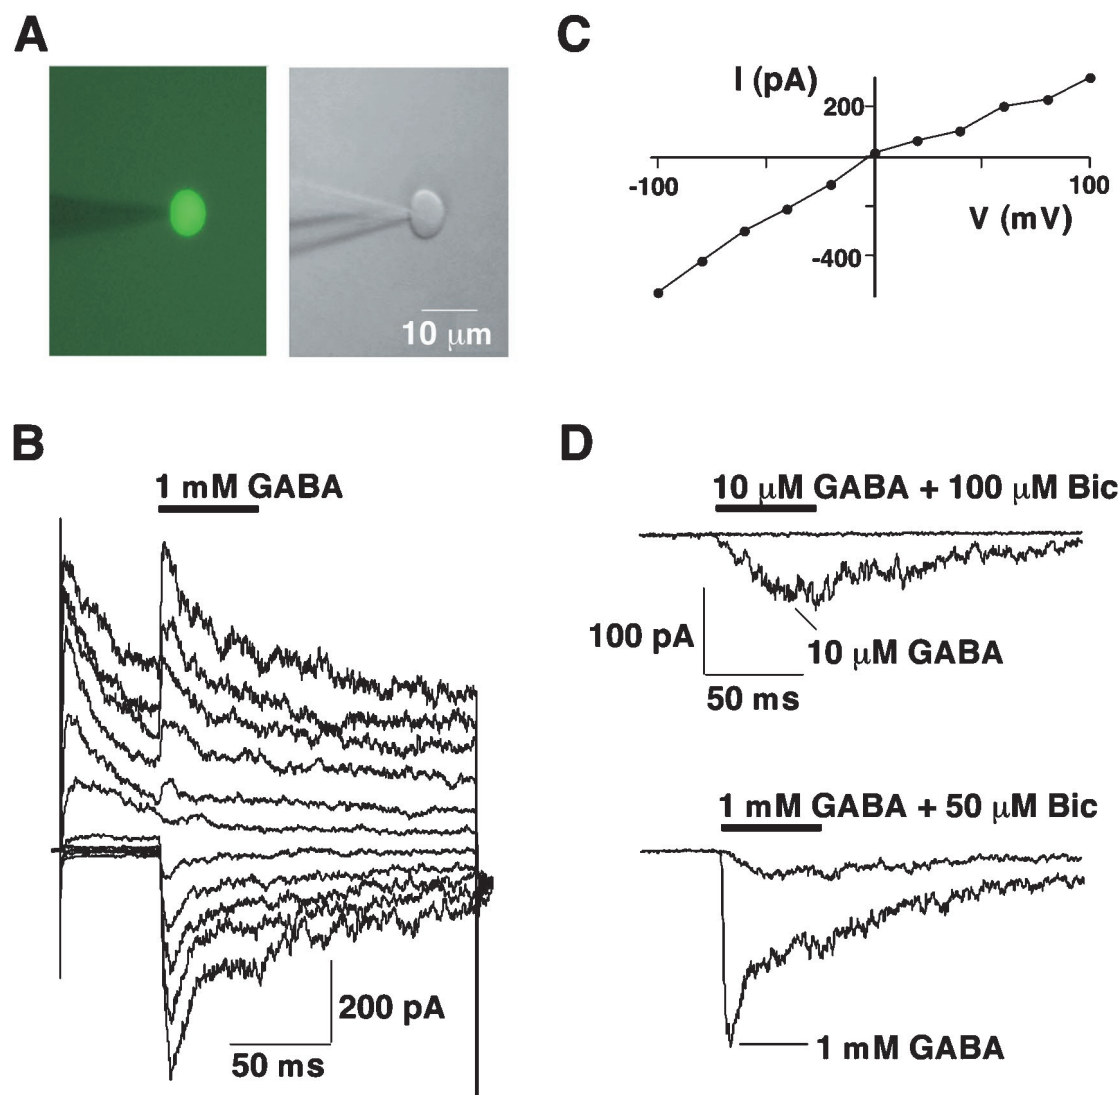 A
10 μm
C
I (pA)
200
-100
100
V (mV)
-400
B
1 mM GABA
200 pA
50 ms
D
10 μM GABA + 100 μM Bic
100 pA
10 μM GABA
50 ms
1 mM GABA + 50 μM Bic
1 mM GABA